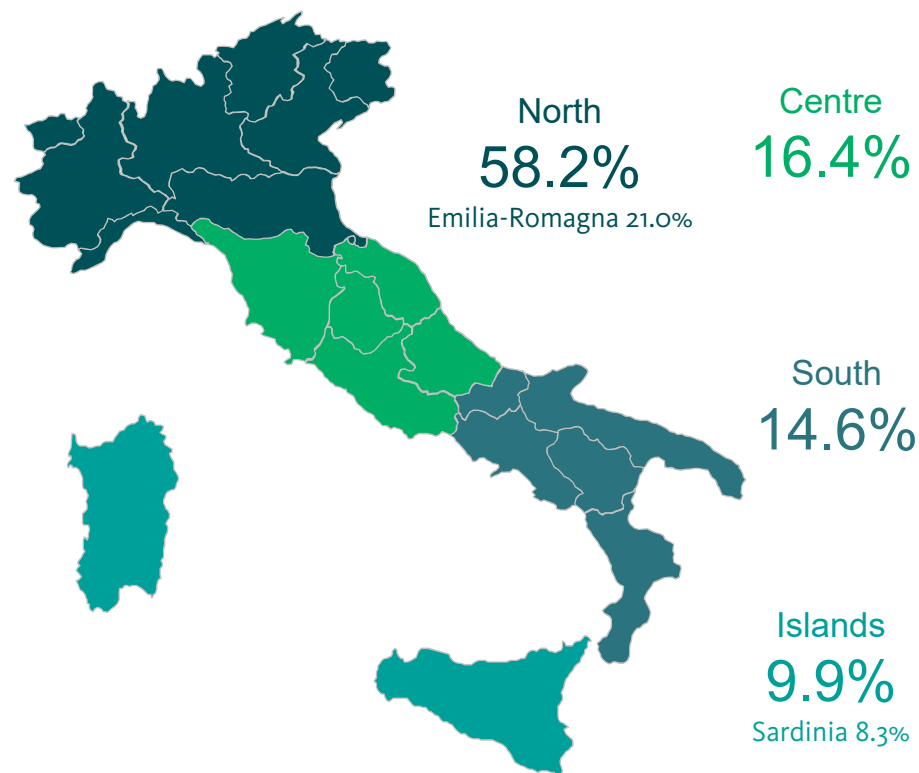 North
58.2%
Emilia-Romagna 21.0%
Centre
16.4%
South
14.6%
Islands
9.9%
Sardinia 8.3%